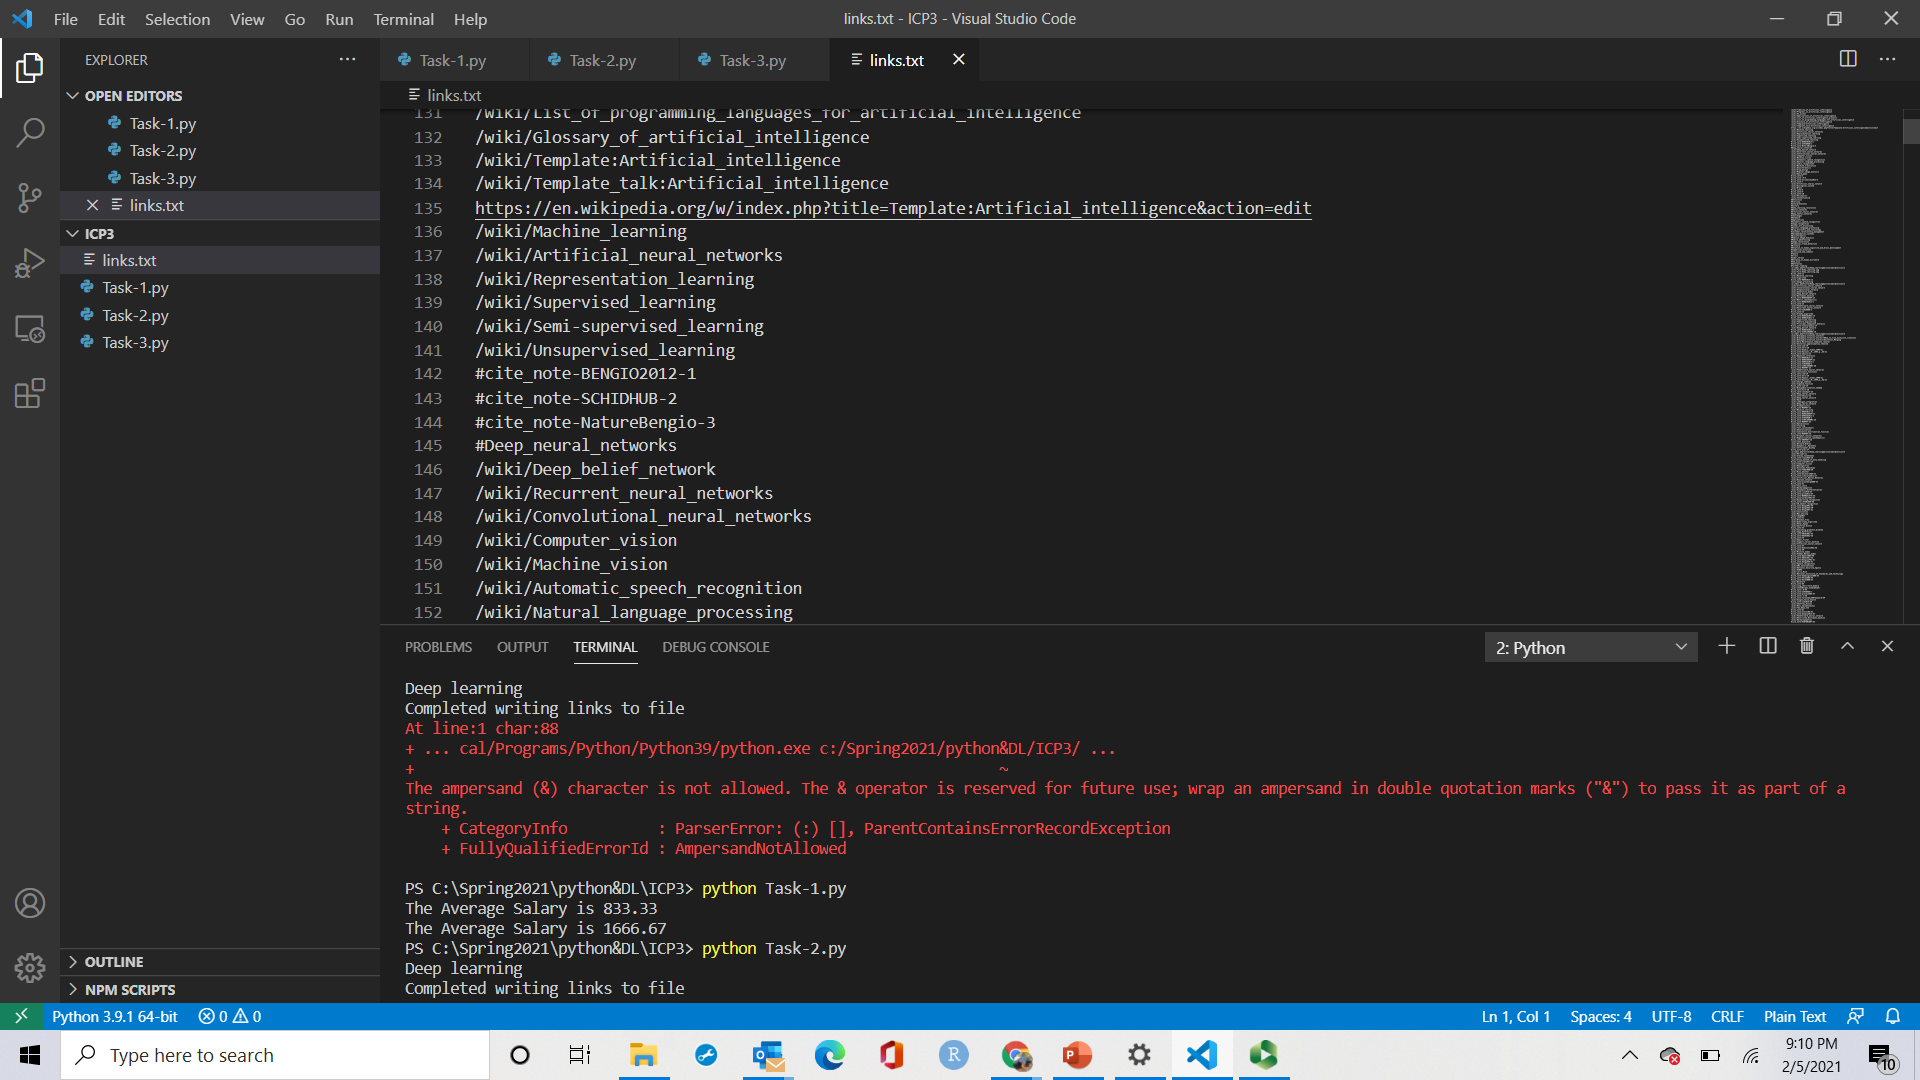 File Edit Selection View Go Run Terminal Help
links.txt - ICP3 - Visual Studio Code
EXPLORER
OPEN EDITORS
Task-1.py
Task-2.py
Task-3.py
links.txt
ICP3
links.txt
Task-1.py
Task-2.py
Task-3.py
OUTLINE
NPM SCRIPTS
Task-1.py Task-2.py Task-3.py links.txt
links.txt
131 /wiki/List_of_programming_languages_for_artificial_intelligence
132 /wiki/Glossary_of_artificial_intelligence
133 /wiki/Template:Artificial_intelligence
134 /wiki/Template_talk:Artificial_intelligence
135 https://en.wikipedia.org/w/index.php?title=Template:Artificial_intelligence&action=edit
136 /wiki/Machine_learning
137 /wiki/Artificial_neural_networks
138 /wiki/Representation_learning
139 /wiki/Supervised_learning
140 /wiki/Semi-supervised_learning
141 /wiki/Unsupervised_learning
142 #cite_note-BENGIO2012-1
143 #cite_note-SCHIDHUB-2
144 #cite_note-NatureBengio-3
145 #Deep_neural_networks
146 /wiki/Deep_belief_network
147 /wiki/Recurrent_neural_networks
148 /wiki/Convolutional_neural_networks
149 /wiki/Computer_vision
150 /wiki/Machine_vision
151 /wiki/Automatic_speech_recognition
152 /wiki/Natural_language_processing
PROBLEMS OUTPUT TERMINAL DEBUG CONSOLE
2: Python
Deep learning
Completed writing links to file
At line:1 char:88
+ ... cal/Programs/Python/Python39/python.exe c:/Spring2021/python&DL/ICP3/ ...
+ ~
The ampersand (&) character is not allowed. The & operator is reserved for future use; wrap an ampersand in double quotation marks ("&") to pass it as part of a
string.
+ CategoryInfo : ParserError: (:) [], ParentContainsErrorRecordException
+ FullyQualifiedErrorId : AmpersandNotAllowed
PS C:\Spring2021\python&DL\ICP3> python Task-1.py
The Average Salary is 833.33
The Average Salary is 1666.67
PS C:\Spring2021\python&DL\ICP3> python Task-2.py
Deep learning
Completed writing links to file
Python 3.9.1 64-bit 0 0
Ln 1, Col 1 Spaces: 4 UTF-8 CRLF Plain Text
Type here to search
9:10 PM
2/5/2021
10